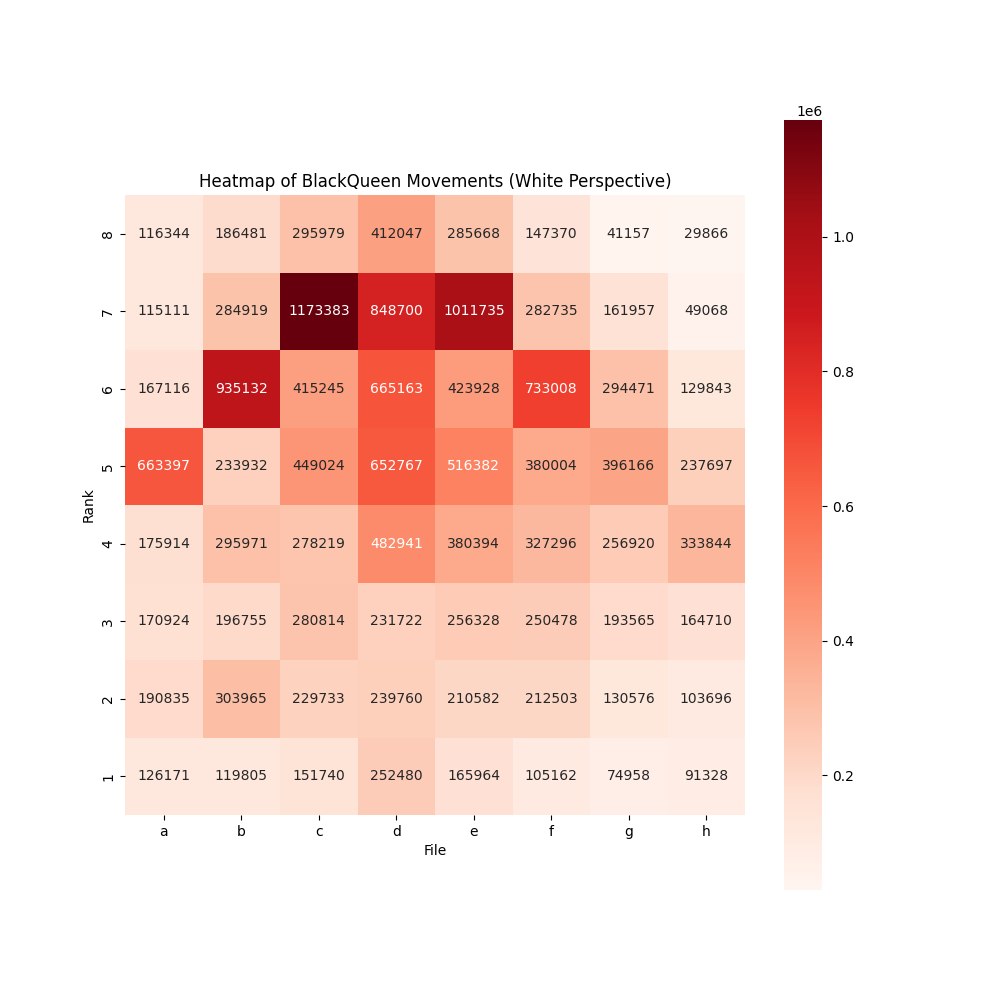 1e6
Heatmap of BlackQueen Movements (White Perspective)
8 116344 186481 295979 412047 285668 147370 41157 29866
7 115111 284919 1173383 848700 1011735 282735 161957 49068
6 167116 935132 415245 665163 423928 733008 294471 129843
5 663397 233932 449024 652767 516382 380004 396166 237697
4 175914 295971 278219 482941 380394 327296 256920 333844
3 170924 196755 280814 231722 256328 250478 193565 164710
2 190835 303965 229733 239760 210582 212503 130576 103696
1 126171 119805 151740 252480 165964 105162 74958 91328
a b c d e f g h
Rank
File
1.0
0.8
0.6
0.4
0.2